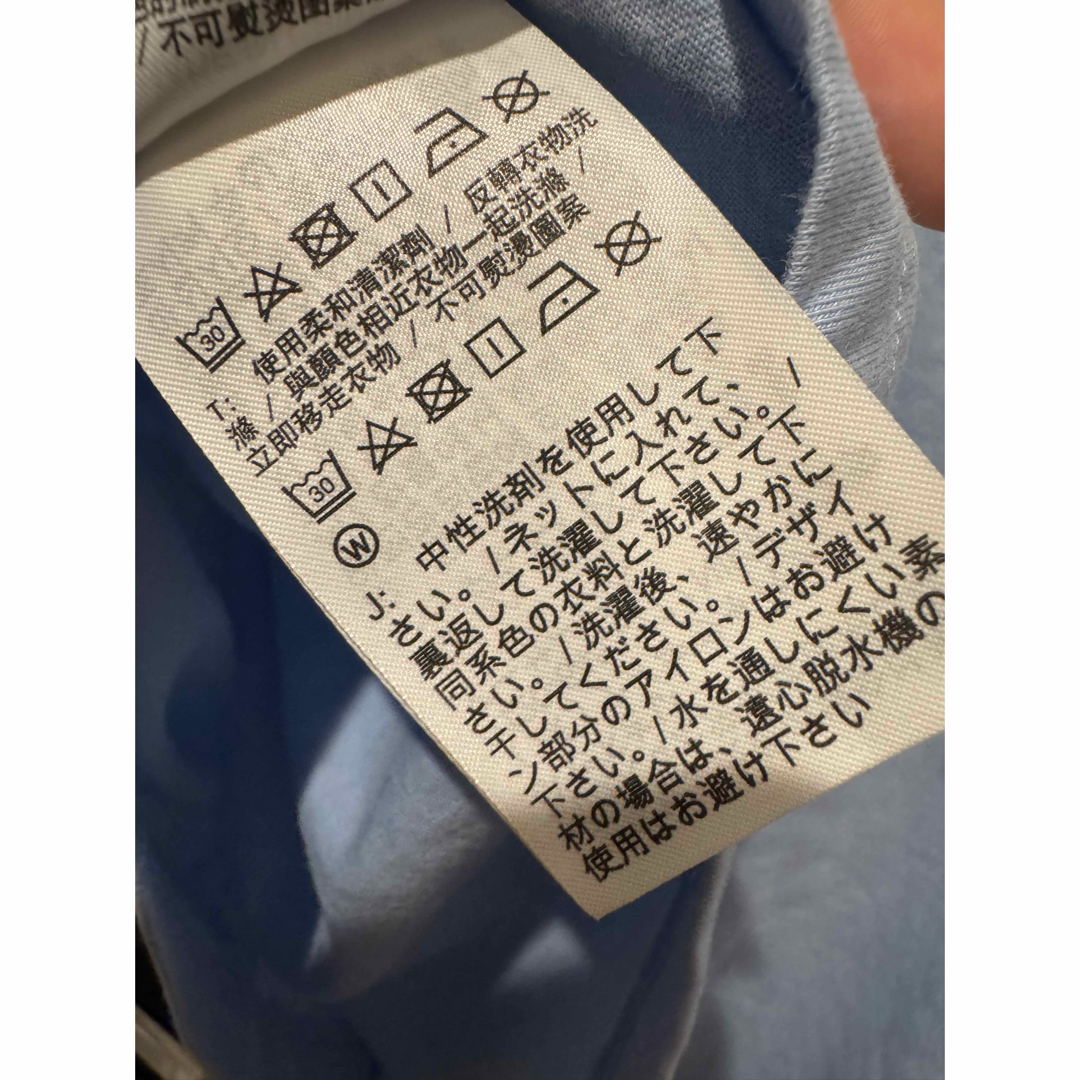 / 不可熨燙圖案
30
T: 使用柔和清潔劑 / 反轉衣物洗
滌 / 與顏色相近衣物一起洗滌 /
立即移走衣物 / 不可熨燙圖案
30
W
J: 中性洗剤を使用して下
さい。 /ネットに入れて、
裏返して洗濯して下さい。 /
同系色の衣料と洗濯して下
さい。 /洗濯後、速やかに
干してください。 /デザイ
ン部分のアイロンはお避け
下さい。/水を通しにくい素
材の場合は、遠心脱水機の
使用はお避け下さい